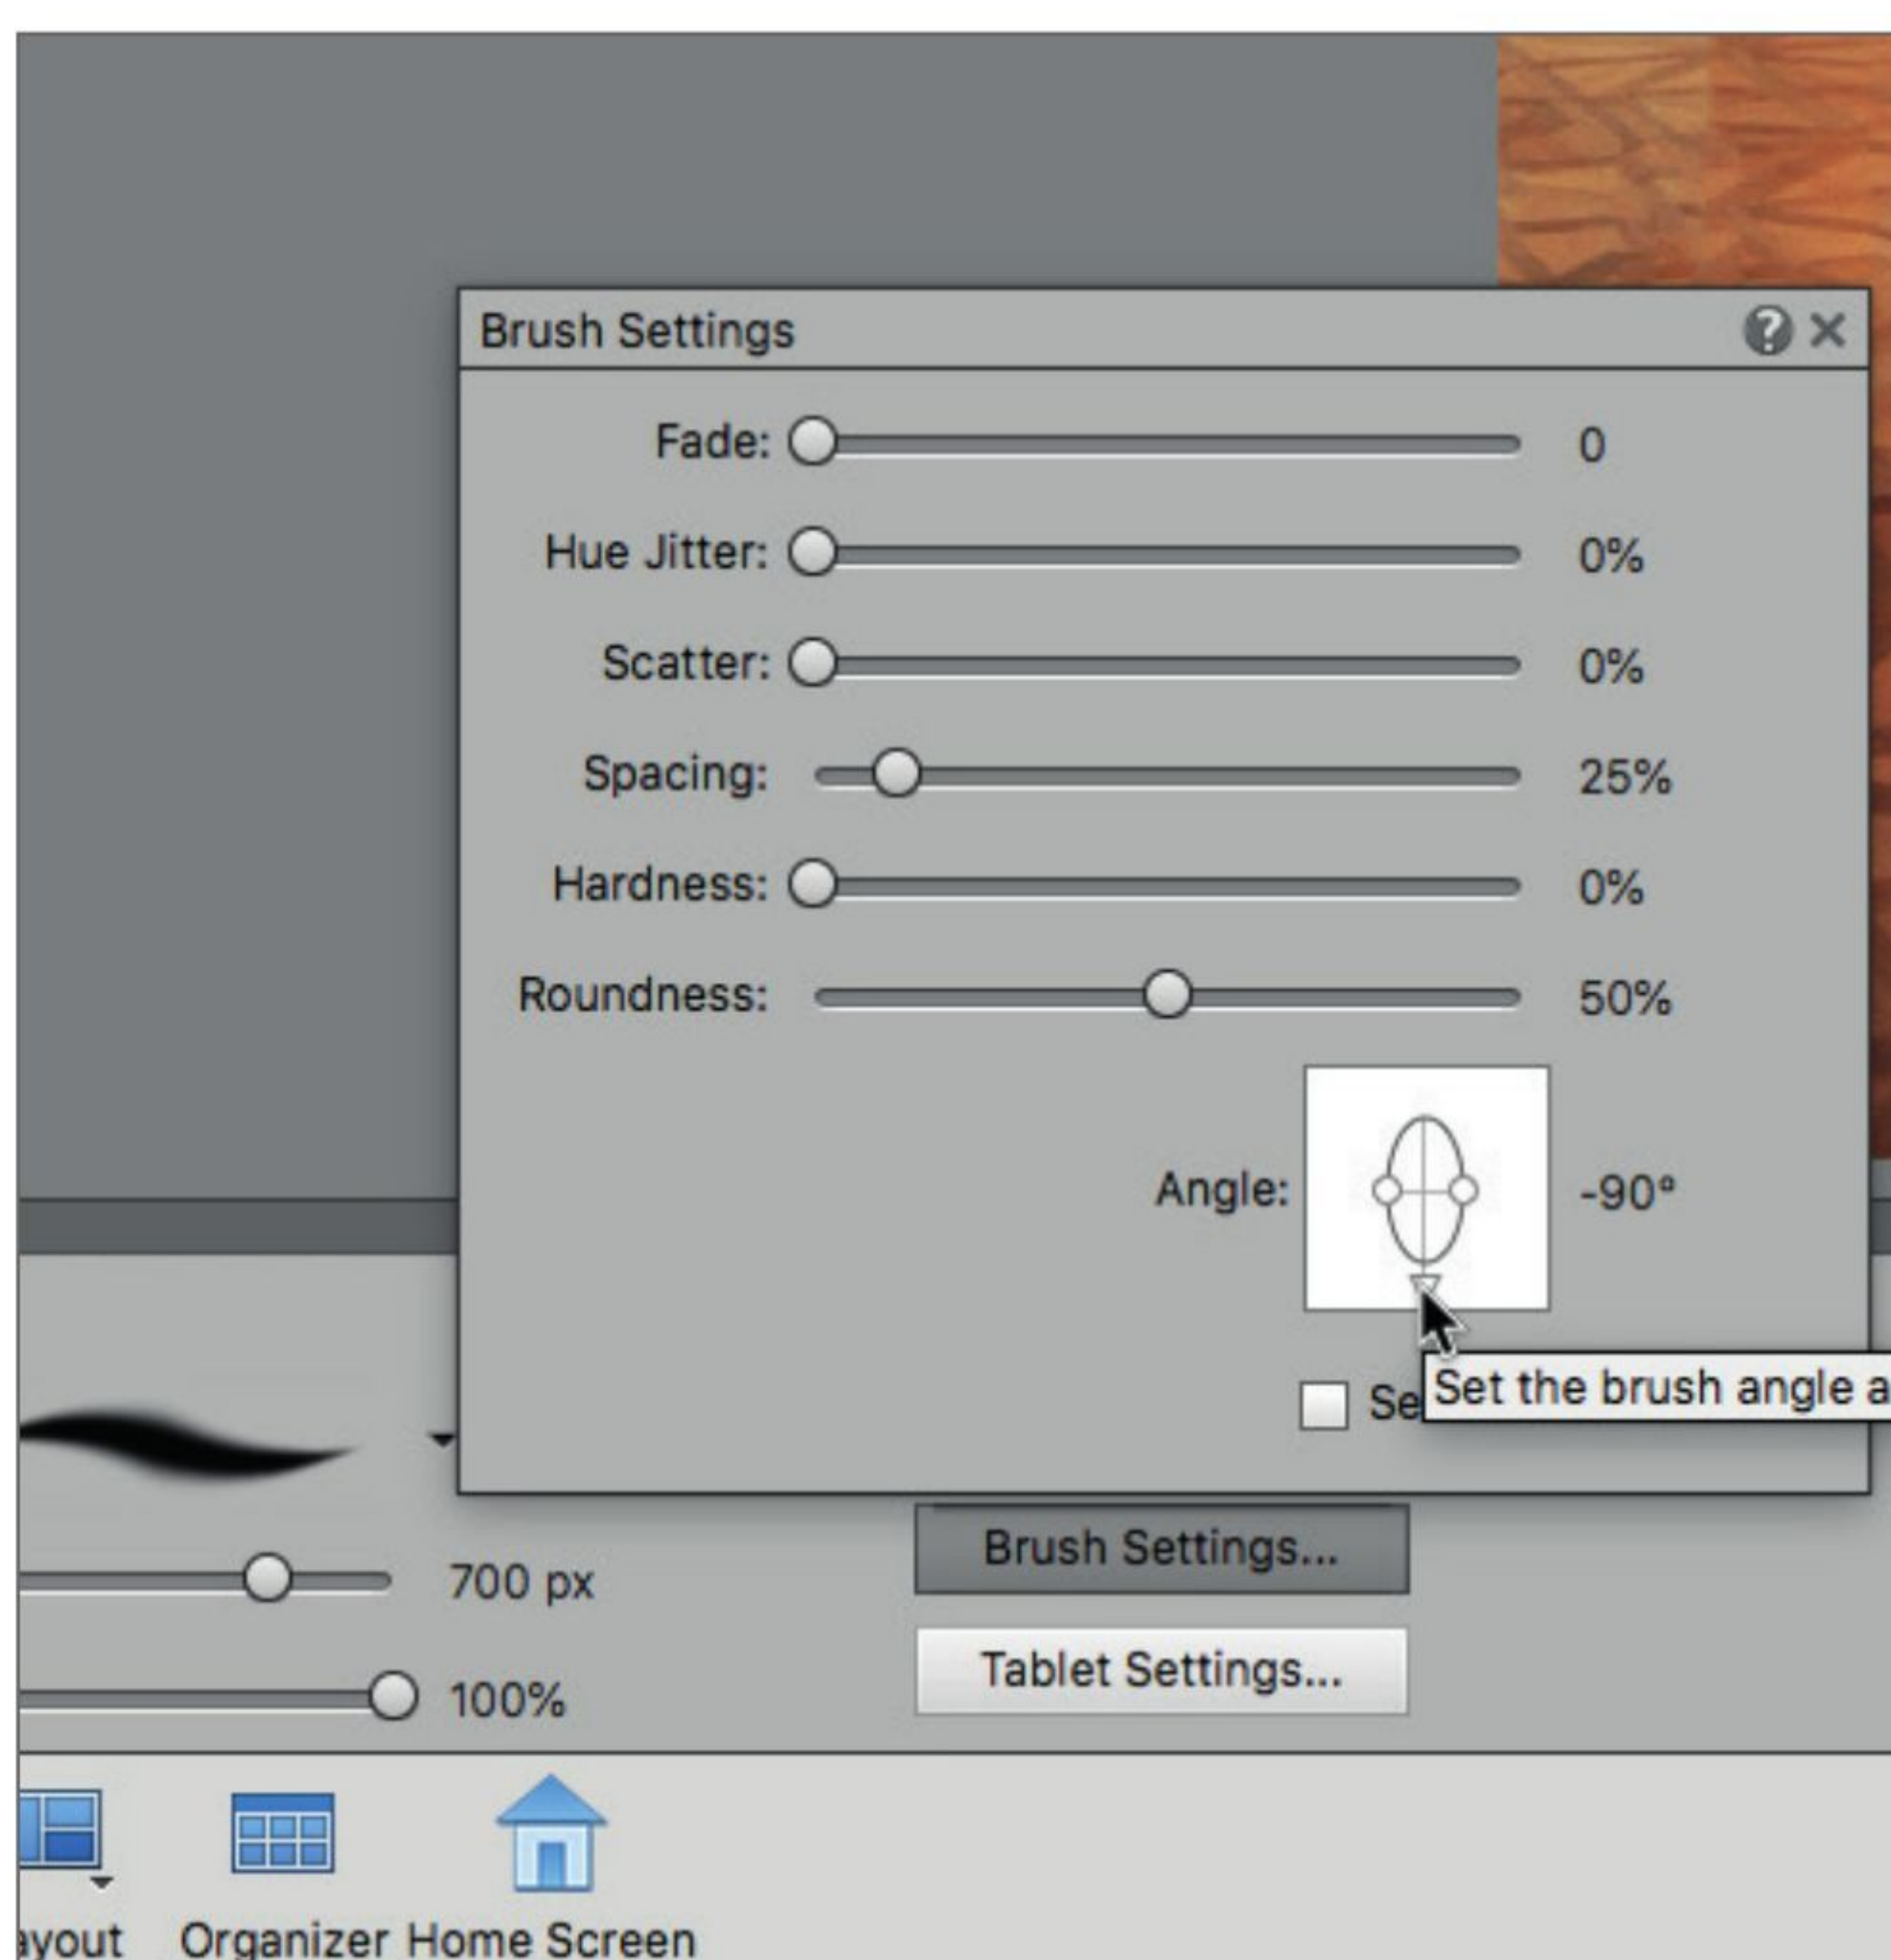 Brush Settings
Fade: 0
Hue Jitter: 0%
Scatter: 0%
Spacing: 25%
Hardness: 0%
Roundness: 50%
Angle: -90°
Se
Set the brush angle a
Brush Settings...
700 px
Tablet Settings...
100%
ayout Organizer Home Screen